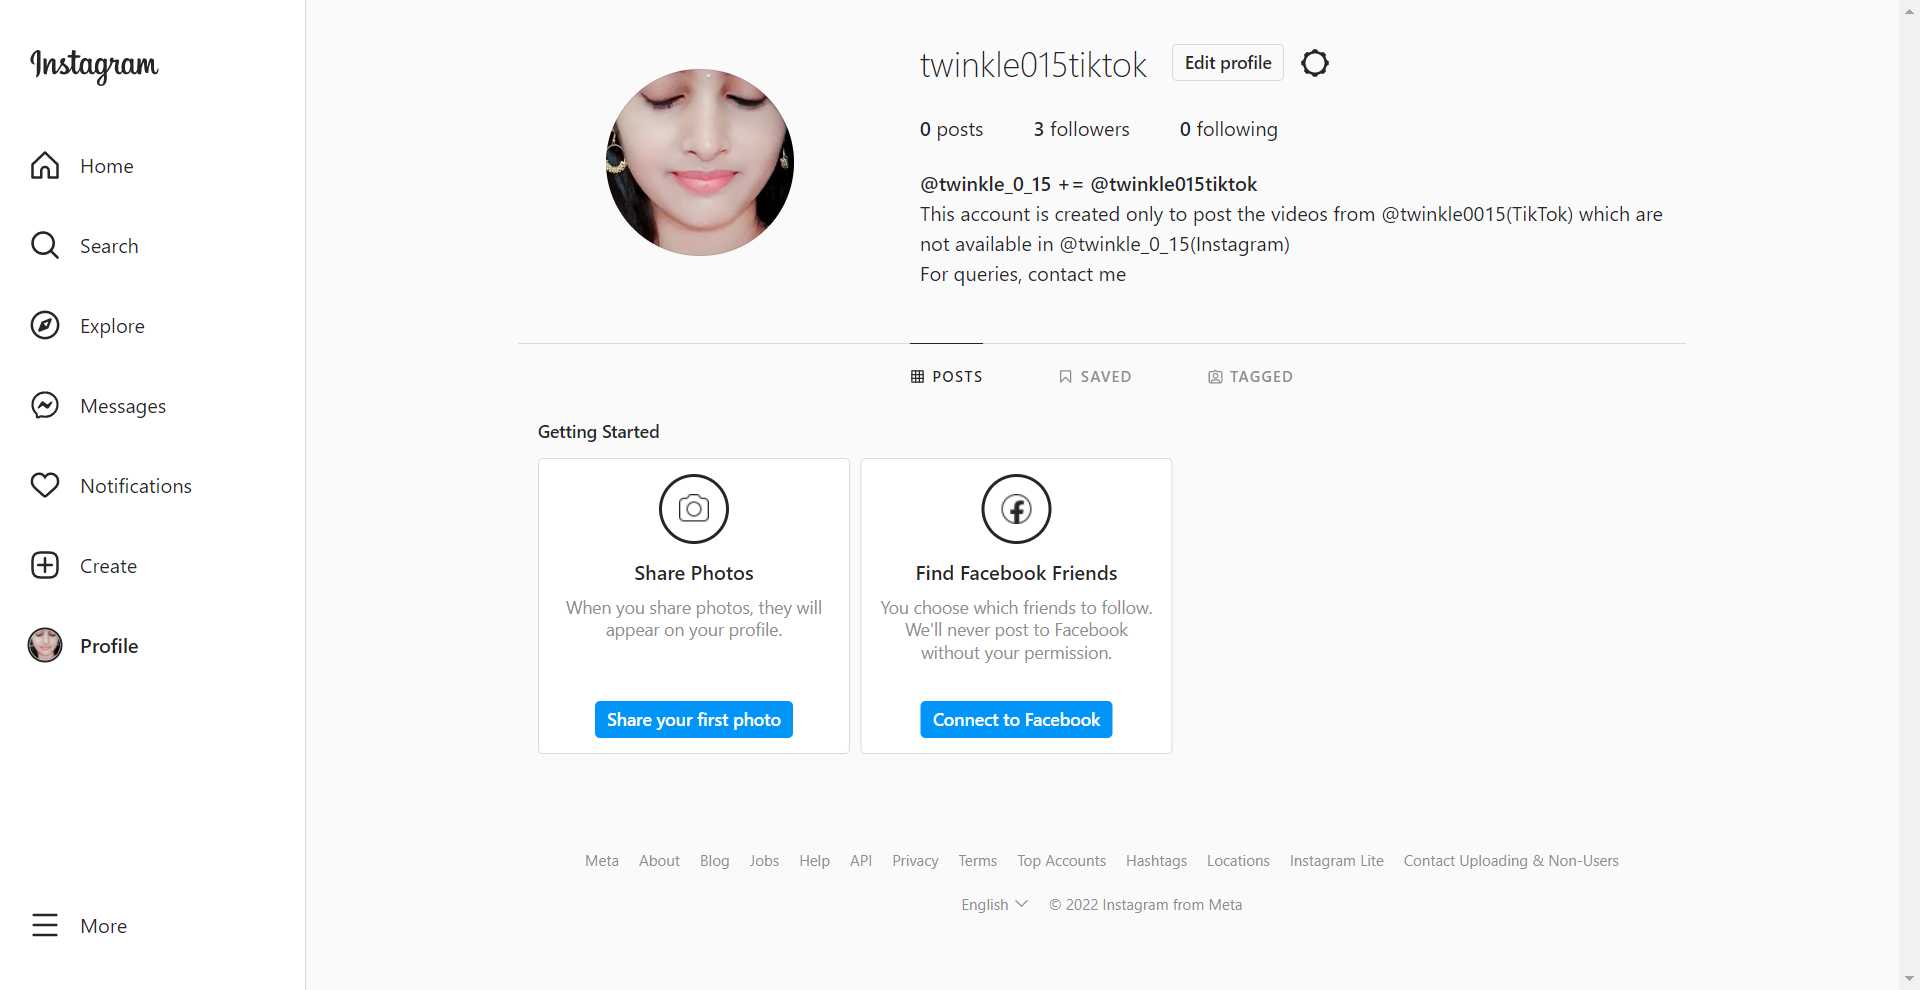 Instagram
Home
Search
Explore
Messages
Notifications
Create
Profile
More
twinkle015tiktok
Edit profile
0 posts
3 followers
0 following
@twinkle_0_15 += @twinkle015tiktok
This account is created only to post the videos from @twinkle0015(TikTok) which are
not available in @twinkle_0_15(Instagram)
For queries, contact me
POSTS
SAVED
TAGGED
Getting Started
Share Photos
When you share photos, they will
appear on your profile.
Share your first photo
Find Facebook Friends
You choose which friends to follow.
We'll never post to Facebook
without your permission.
Connect to Facebook
Meta About Blog Jobs Help API Privacy Terms Top Accounts Hashtags Locations Instagram Lite Contact Uploading & Non-Users
English © 2022 Instagram from Meta